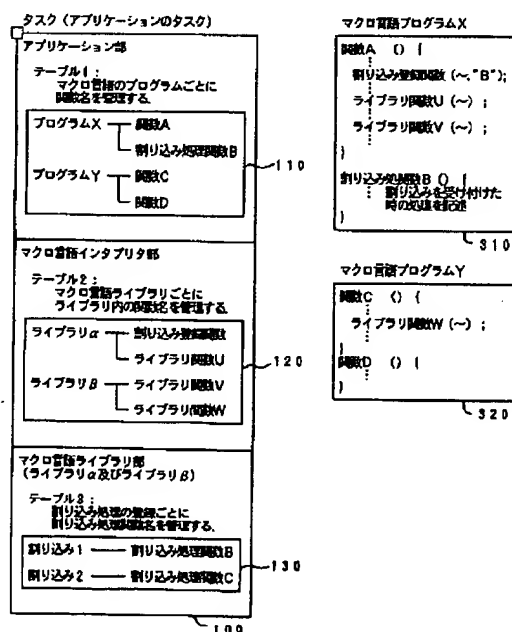 タスク(アプリケーションのタスク)
アプリケーション部
テーブル1:
マクロ言語のプログラムごとに
関数名を管理する.
プログラムX 関数A
割り込み処理関数B
プログラムY 関数C
関数D
110
マクロ言語インタプリタ部
テーブル2:
マクロ言語ライブラリごとに
ライブラリ内の関数名を管理する.
ライブラリα 割り込み登録関数
ライブラリ関数U
ライブラリβ ライブラリ関数V
ライブラリ関数W
120
マクロ言語ライブラリ部
(ライブラリα及びライブラリβ)
テーブル3:
割り込み処理の登録ごとに
割り込み処理関数名を管理する.
割り込み1 割り込み処理関数B
割り込み2 割り込み処理関数C
130
100
マクロ言語プログラムX
関数A () {
割り込み登録関数 (~,"B");
ライブラリ関数U (~) ;
ライブラリ関数V (~) ;
}
割り込み処関数B () {
割り込みを受け付けた
時の処理を記述
}
310
マクロ言語プログラムY
関数C () {
ライブラリ関数W (~) ;
}
関数D () {
}
320